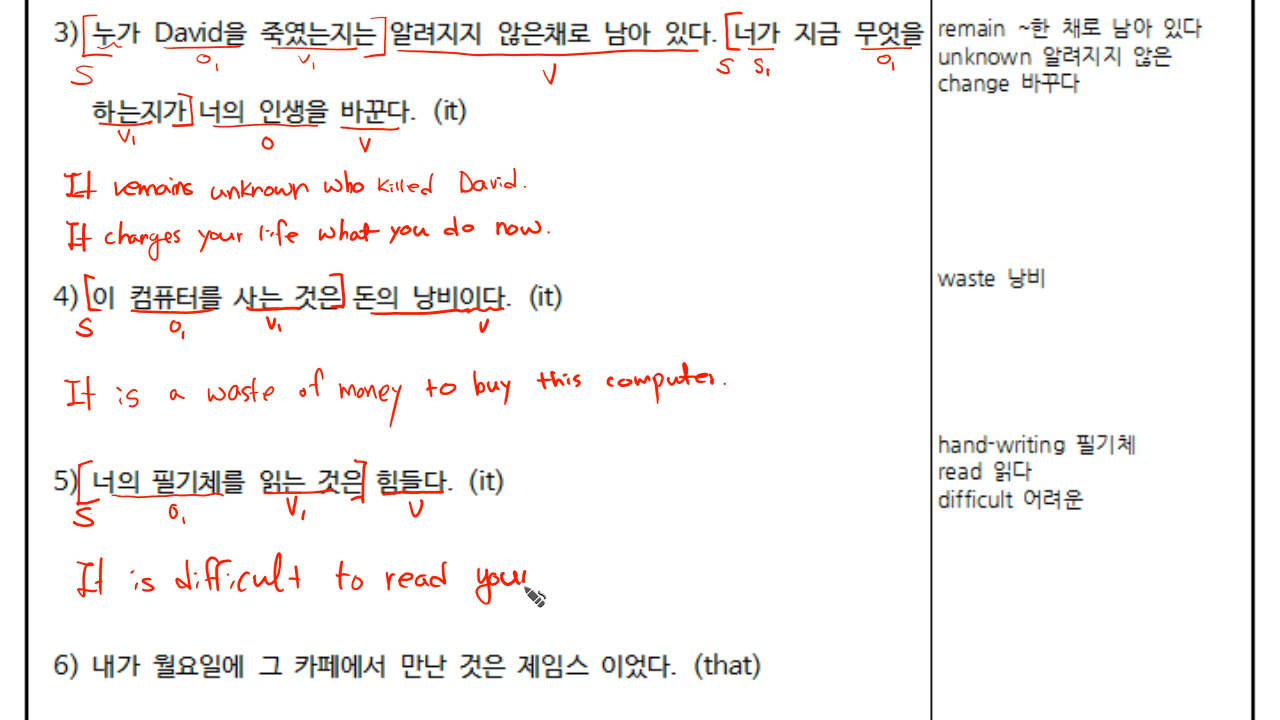 3) 누가 David을 죽였는지는 알려지지 않은채로 남아 있다. 너가 지금 무엇을
S O1 V1 V S S1 O1
하는지가 너의 인생을 바꾼다. (it)
V1 O V
It remains unknown who killed David.
It changes your life what you do now.
4) 이 컴퓨터를 사는 것은 돈의 낭비이다. (it)
S O1 V1 V
It is a waste of money to buy this computer.
5) 너의 필기체를 읽는 것은 힘들다. (it)
S O1 V1 V
It is difficult to read your
6) 내가 월요일에 그 카페에서 만난 것은 제임스 이었다. (that)
remain ~한 채로 남아 있다
unknown 알려지지 않은
change 바꾸다
waste 낭비
hand-writing 필기체
read 읽다
difficult 어려운